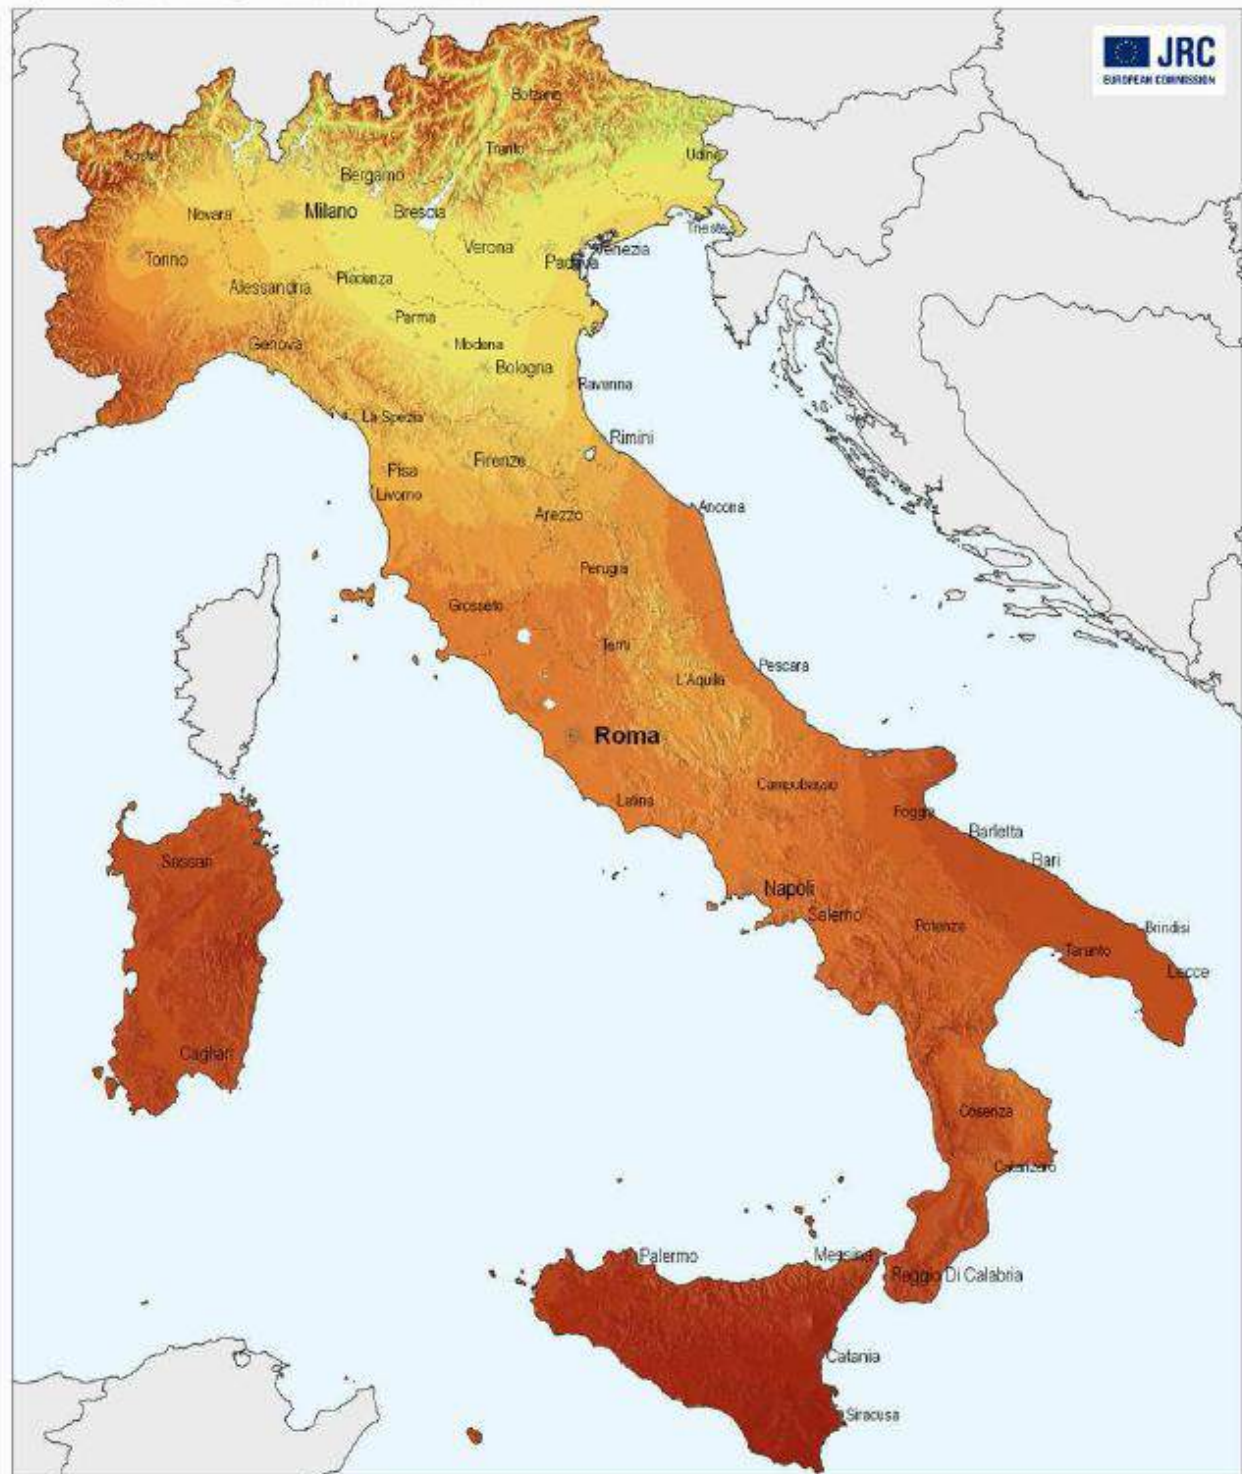 JRC
EUROPEAN COMMISSION
Bolzano
Trento
Udine
Aosta
Bergamo
Novara
Milano
Brescia
Trieste
Verona
Venezia
Padova
Torino
Piacenza
Alessandria
Parma
Genova
Modena
Bologna
Ravenna
La Spezia
Rimini
Pisa
Firenze
Livorno
Ancona
Arezzo
Perugia
Grosseto
Terni
Pescara
L'Aquila
Roma
Campobasso
Latina
Foggia
Barletta
Bari
Sassari
Napoli
Salerno
Potenza
Brindisi
Taranto
Lecce
Cagliari
Cosenza
Catanzaro
Palermo
Messina
Reggio Di Calabria
Catania
Siracusa